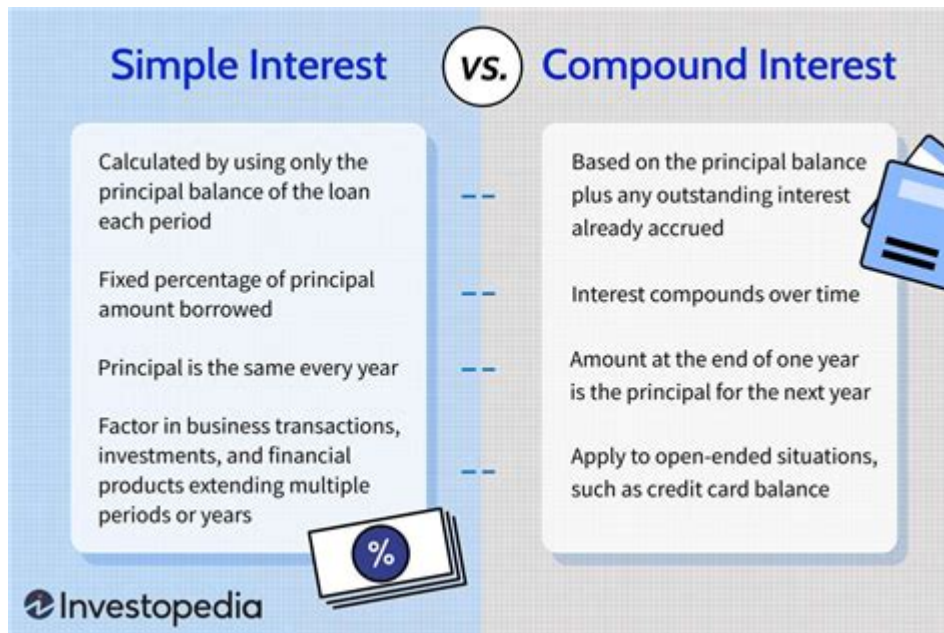 Simple Interest
VS.
Compound Interest
Calculated by using only the
principal balance of the loan
each period
Fixed percentage of principal
amount borrowed
Principal is the same every year
Factor in business transactions,
investments, and financial
products extending multiple
periods or years
Based on the principal balance
plus any outstanding interest
already accrued
Interest compounds over time
Amount at the end of one year
is the principal for the next year
Apply to open-ended situations,
such as credit card balance
%
Investopedia